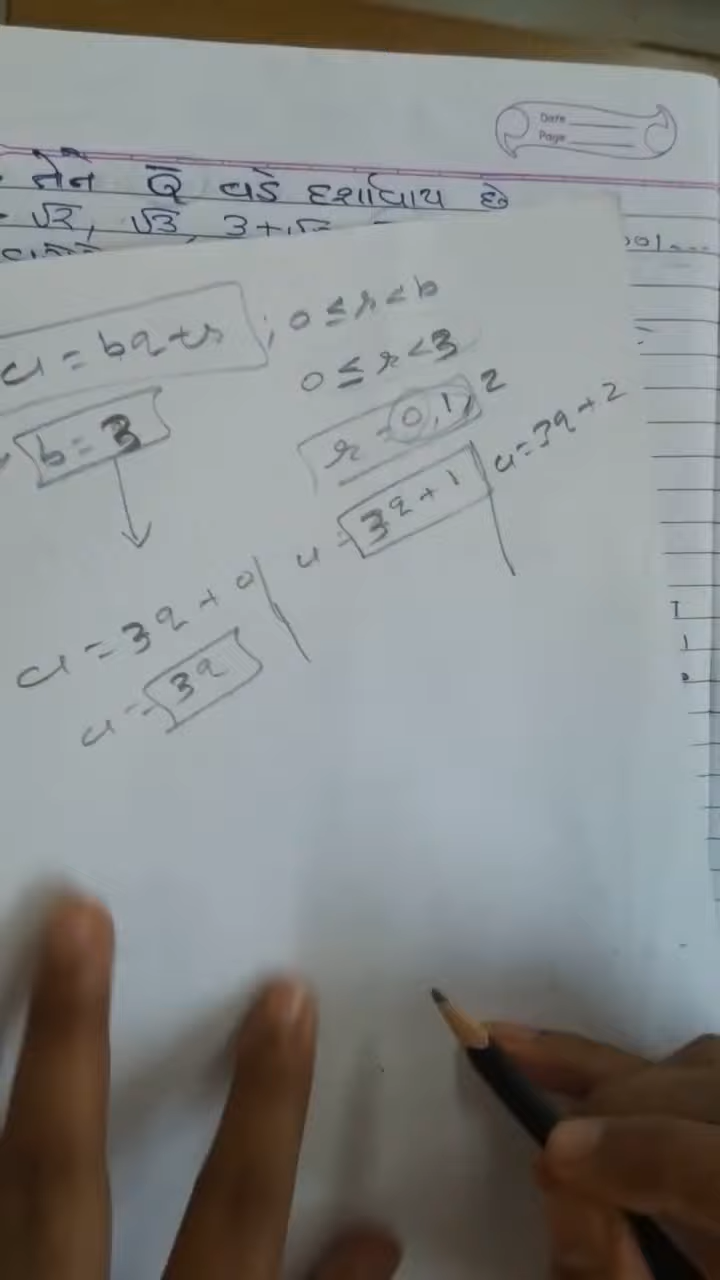 Date
Page
તેને Q̅ વડે દર્શાવાય છે
√2, √3, 3+√
001...
a = bq+r ; 0 ≤ r < b
0 ≤ r < 3
b = 3
r = 0, 1, 2
a = 3q + 0
a = 3q + 1
a = 3q + 2
a = 3q